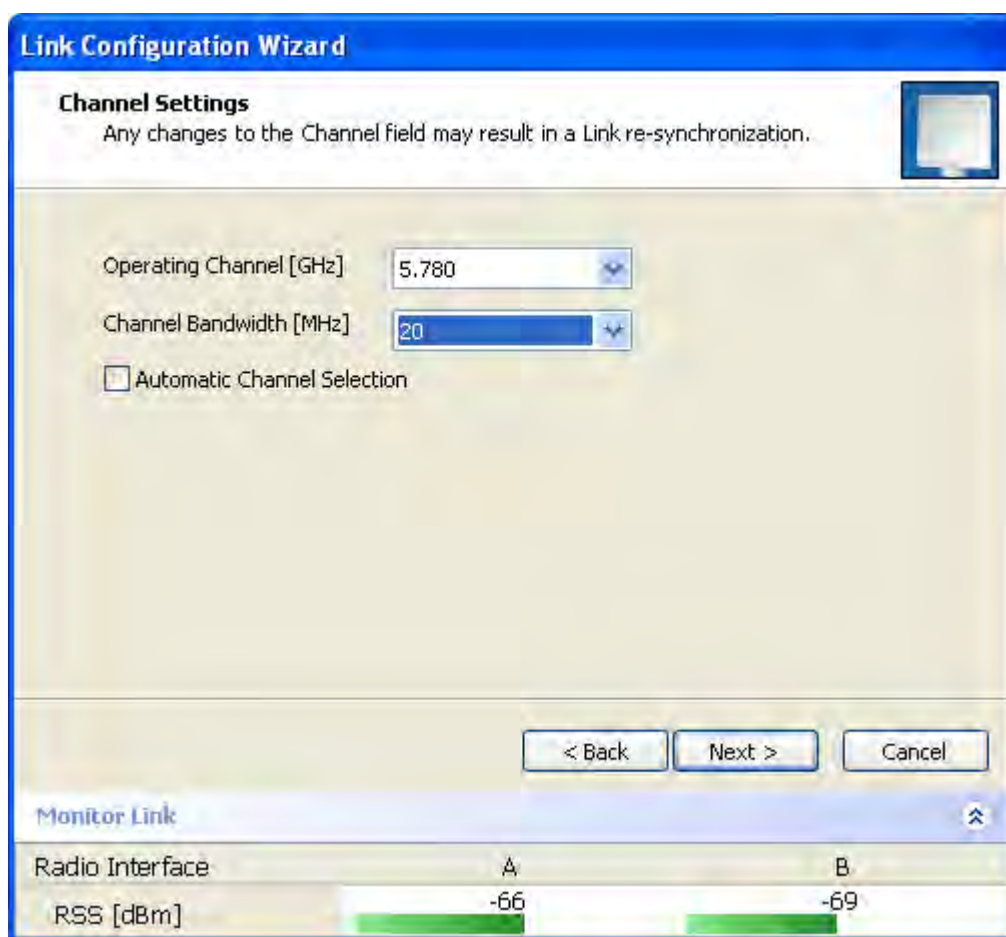 Link Configuration Wizard
Channel Settings
Any changes to the Channel field may result in a Link re-synchronization.
Operating Channel [GHz] 5.780
Channel Bandwidth [MHz] 20
Automatic Channel Selection
< Back Next > Cancel
Monitor Link
Radio Interface A B
RSS [dBm] -66 -69